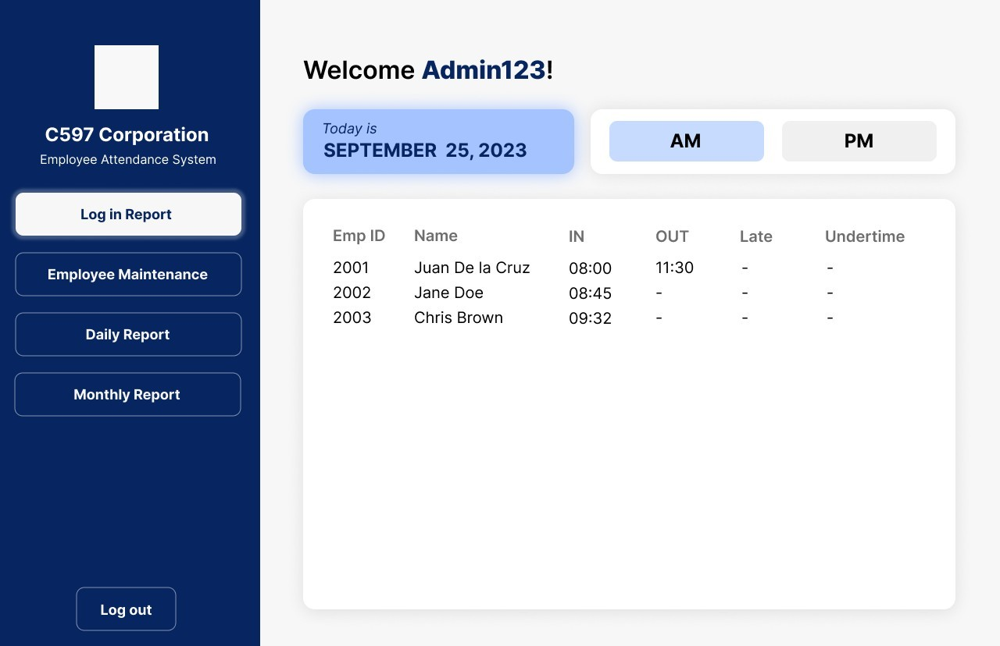 C597 Corporation
Employee Attendance System
Log in Report
Employee Maintenance
Daily Report
Monthly Report
Log out
Welcome Admin123!
Today is
SEPTEMBER 25, 2023
AM PM
Emp ID Name IN OUT Late Undertime
2001 Juan De la Cruz 08:00 11:30 - -
2002 Jane Doe 08:45 - - -
2003 Chris Brown 09:32 - - -